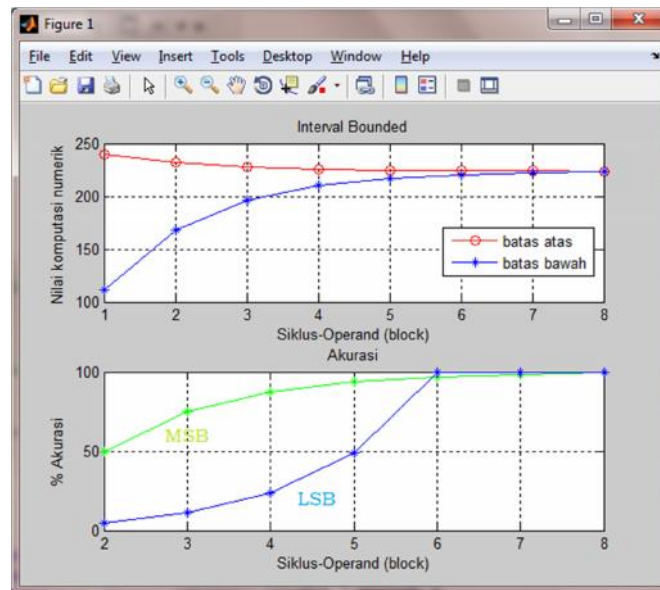 Figure 1
File Edit View Insert Tools Desktop Window Help
Interval Bounded
Nilai komputasi numerik
250
200
150
100
batas atas
batas bawah
1 2 3 4 5 6 7 8
Siklus-Operand (block)
Akurasi
% Akurasi
100
50
0
MSB
LSB
2 3 4 5 6 7 8
Siklus-Operand (block)